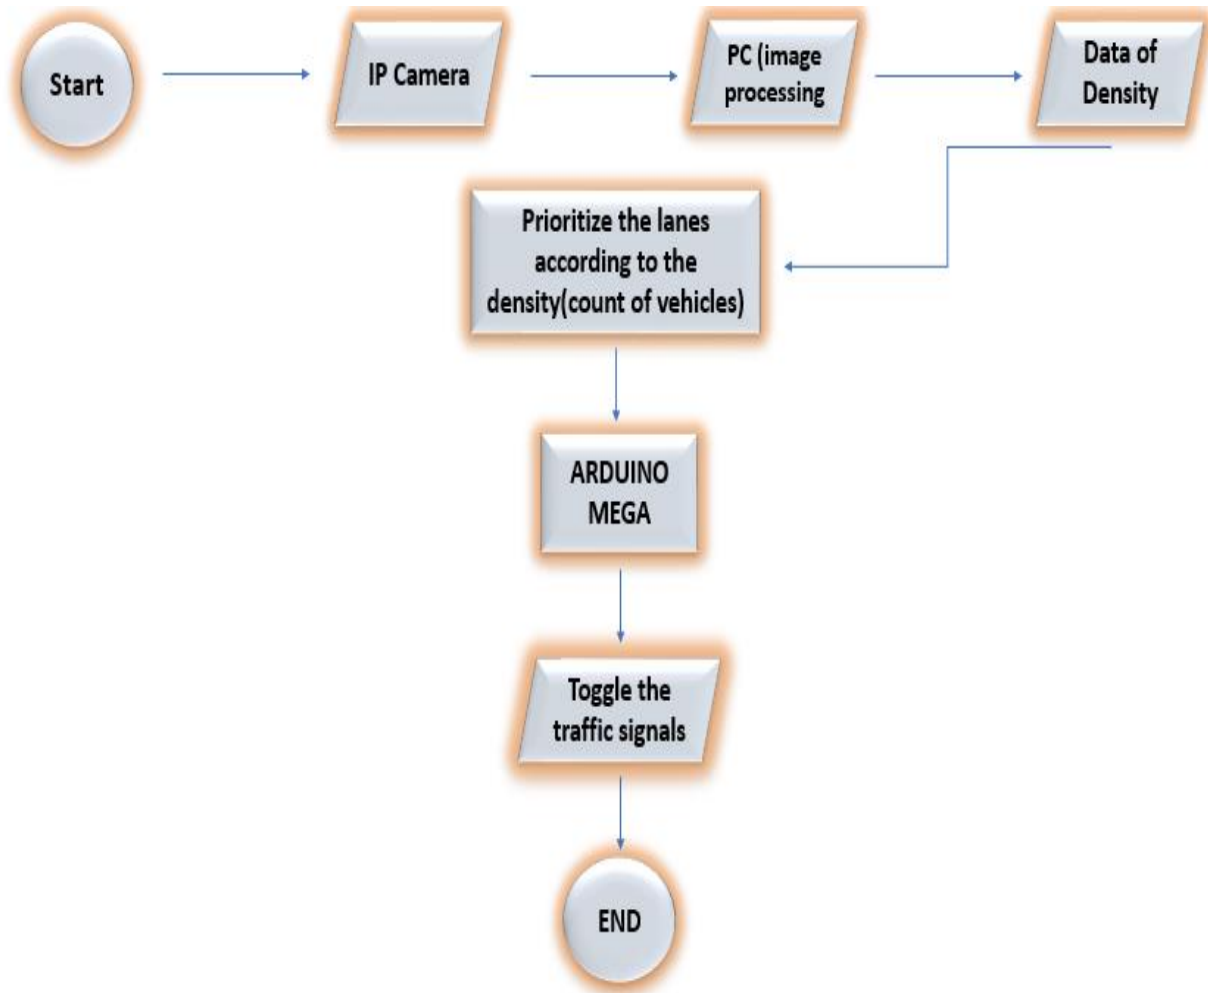 Start
IP Camera
PC (image
processing
Data of
Density
Prioritize the lanes
according to the
density(count of vehicles)
ARDUINO
MEGA
Toggle the
traffic signals
END